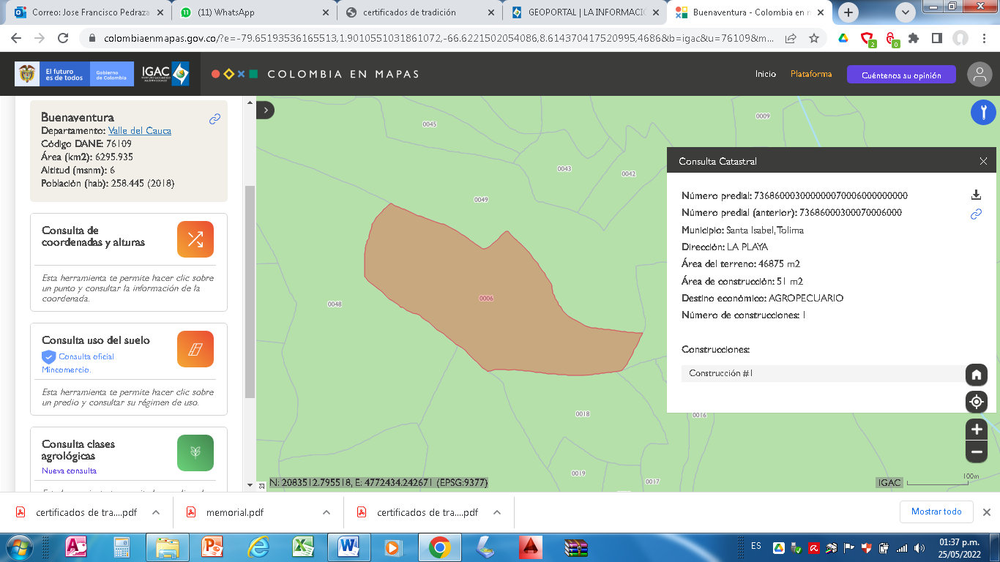 Correo: Jose Francisco Pedraza
(11) WhatsApp
certificados de tradición
GEOPORTAL | LA INFORMACIÓ
Buenaventura - Colombia en m
colombiaenmapas.gov.co/?e=-79.65193536165513,1.9010551031861072,-66.6221502054086,8.614370417520995,4686&b=igac&u=76109&m...
2
0
El futuro
es de todos
Gobierno
de Colombia
IGAC
COLOMBIA EN MAPAS
Inicio
Plataforma
Cuéntenos su opinión
Buenaventura
Departamento: Valle del Cauca
Código DANE: 76109
Área (km2): 6295.935
Altitud (msnm): 6
Población (hab): 258.445 (2018)
Consulta de
coordenadas y alturas
Esta herramienta te permite hacer clic sobre
un punto y consultar la información de la
coordenada.
Consulta uso del suelo
Consulta oficial
Mincomercio.
Esta herramienta te permite hacer clic sobre
un predio y consultar su régimen de uso.
Consulta clases
agrológicas
Nueva consulta
0045
0009
0043
0042
0049
0048
0006
0018
0016
0019
0017
Consulta Catastral
Número predial: 736860003000000070006000000000
Número predial (anterior): 73686000300070006000
Municipio: Santa Isabel, Tolima
Dirección: LA PLAYA
Área del terreno: 46875 m2
Área de construcción: 51 m2
Destino económico: AGROPECUARIO
Número de construcciones: 1
Construcciones:
Construcción #1
N: 2083512.795518, E: 4772434.242671 (EPSG:9377)
IGAC
100m
certificados de tra....pdf
memorial.pdf
certificados de tra....pdf
Mostrar todo
ES
01:37 p.m.
25/05/2022